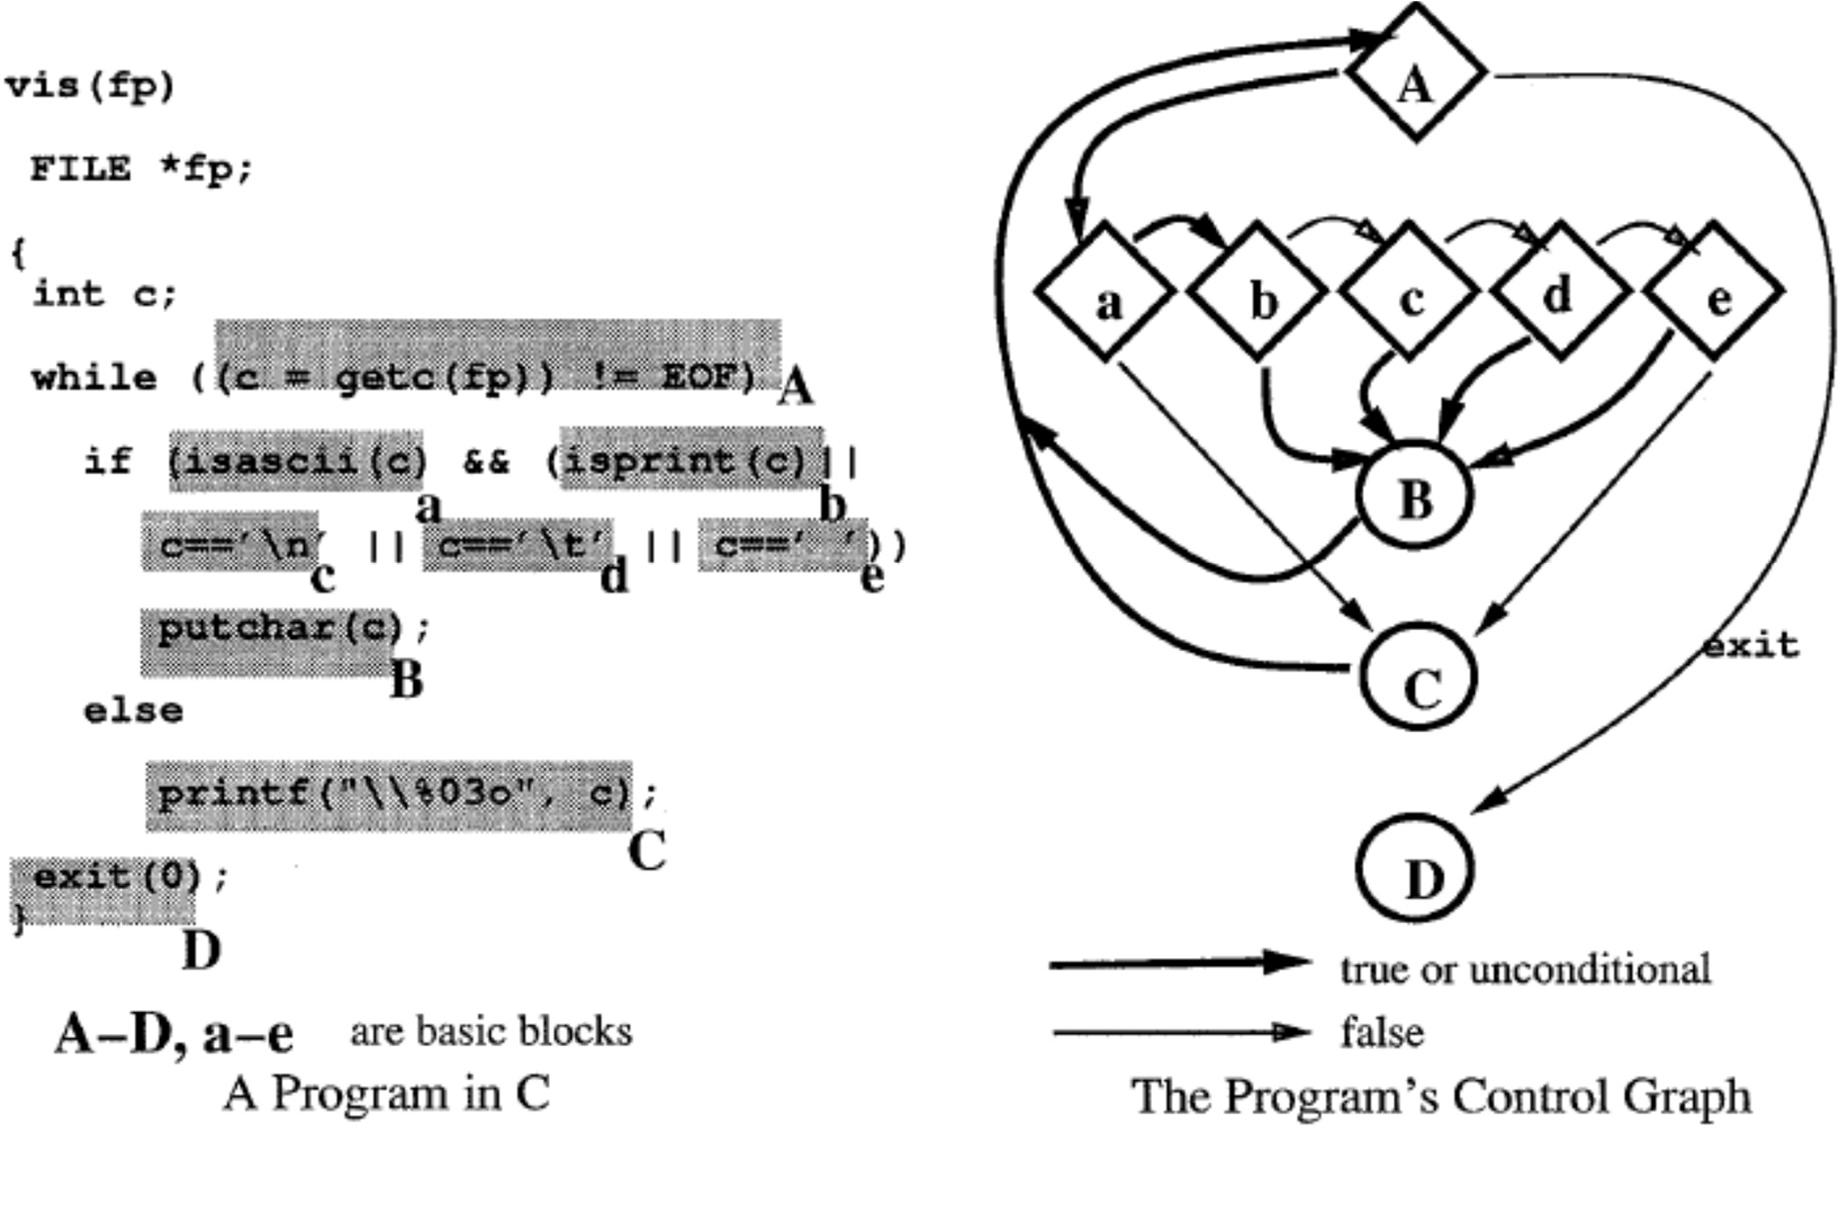 vis(fp)
FILE *fp;
{
int c;
while ((c = getc(fp)) != EOF) A
if (isascii(c) && (isprint(c)||
a b
c=='\n' || c=='\t' || c==' '))
c d e
putchar(c);
B
else
printf("\\%03o", c);
C
exit(0);
}
D
A–D, a–e are basic blocks
A Program in C
A
a b c d e
B
C
exit
D
true or unconditional
false
The Program's Control Graph